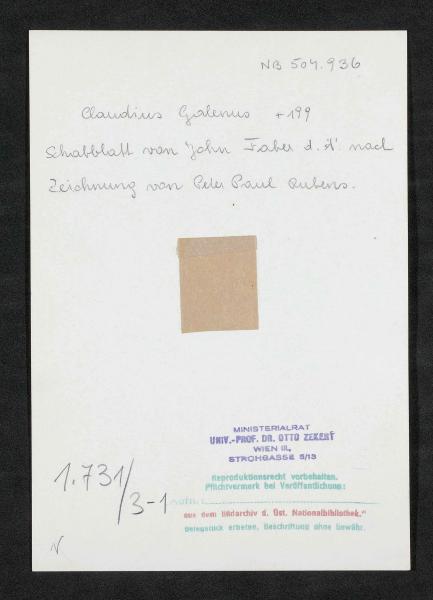 NB 504.936
Claudius Galenus +199
Schabblatt von John Faber d. Ä. nach
Zeichnung von Peter Paul Rubens.
MINISTERIALRAT
UNIV.-PROF. DR. OTTO ZEKERT
WIEN III,
STROHGASSE 5/13
Reproduktionsrecht vorbehalten.
Pflichtvermerk bei Veröffentlichung:
1.731/3-1
aus dem Bildarchiv d. Öst. Nationalbibliothek."
Belegstück erbeten, Beschriftung ohne Gewähr.
N